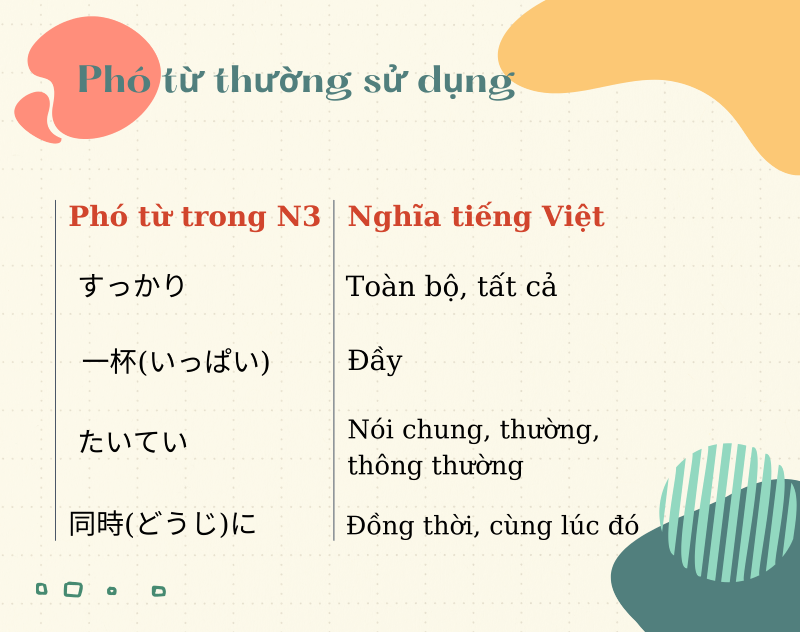 Phó từ thường sử dụng
Phó từ trong N3
Nghĩa tiếng Việt
すっかり
Toàn bộ, tất cả
一杯(いっぱい)
Đầy
たいてい
Nói chung, thường,
thông thường
同時(どうじ)に
Đồng thời, cùng lúc đó